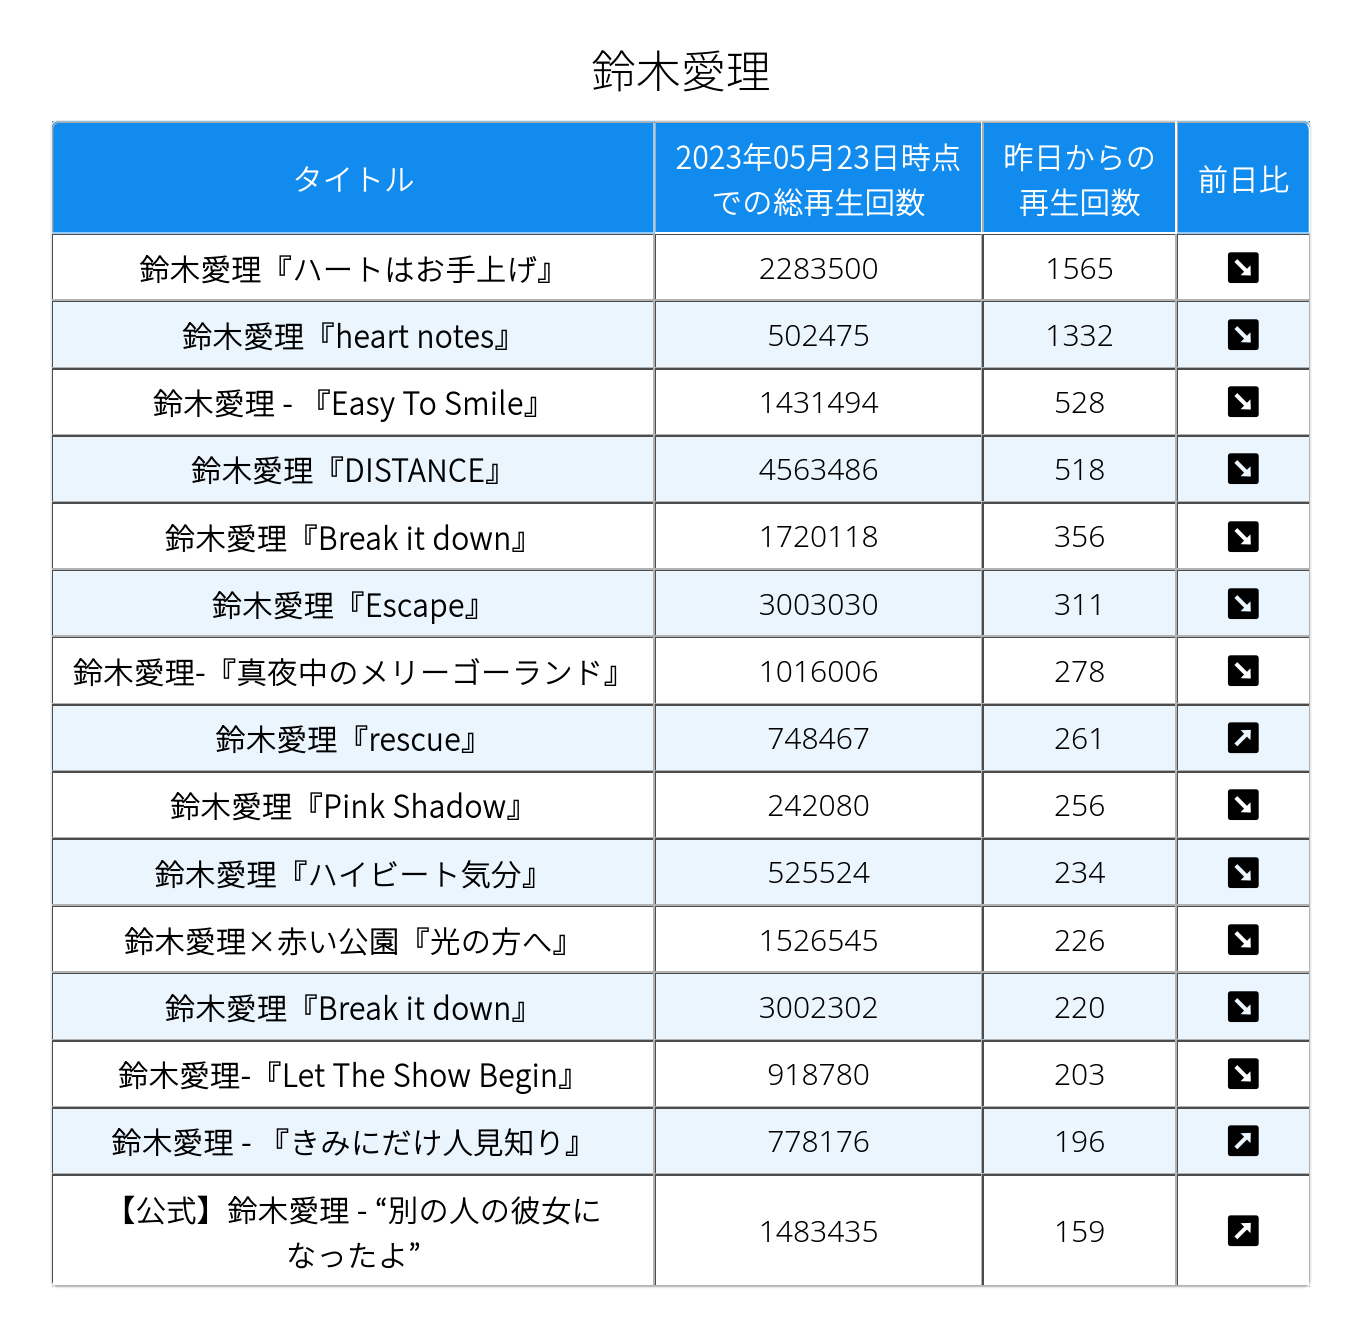 鈴木愛理
タイトル
2023年05月23日時点
での総再生回数
昨日からの
再生回数
前日比
鈴木愛理『ハートはお手上げ』 2283500 1565
鈴木愛理『heart notes』 502475 1332
鈴木愛理 - 『Easy To Smile』 1431494 528
鈴木愛理『DISTANCE』 4563486 518
鈴木愛理『Break it down』 1720118 356
鈴木愛理『Escape』 3003030 311
鈴木愛理-『真夜中のメリーゴーランド』 1016006 278
鈴木愛理『rescue』 748467 261
鈴木愛理『Pink Shadow』 242080 256
鈴木愛理『ハイビート気分』 525524 234
鈴木愛理×赤い公園『光の方へ』 1526545 226
鈴木愛理『Break it down』 3002302 220
鈴木愛理-『Let The Show Begin』 918780 203
鈴木愛理 - 『きみにだけ人見知り』 778176 196
【公式】鈴木愛理 - “別の人の彼女に
なったよ” 1483435 159